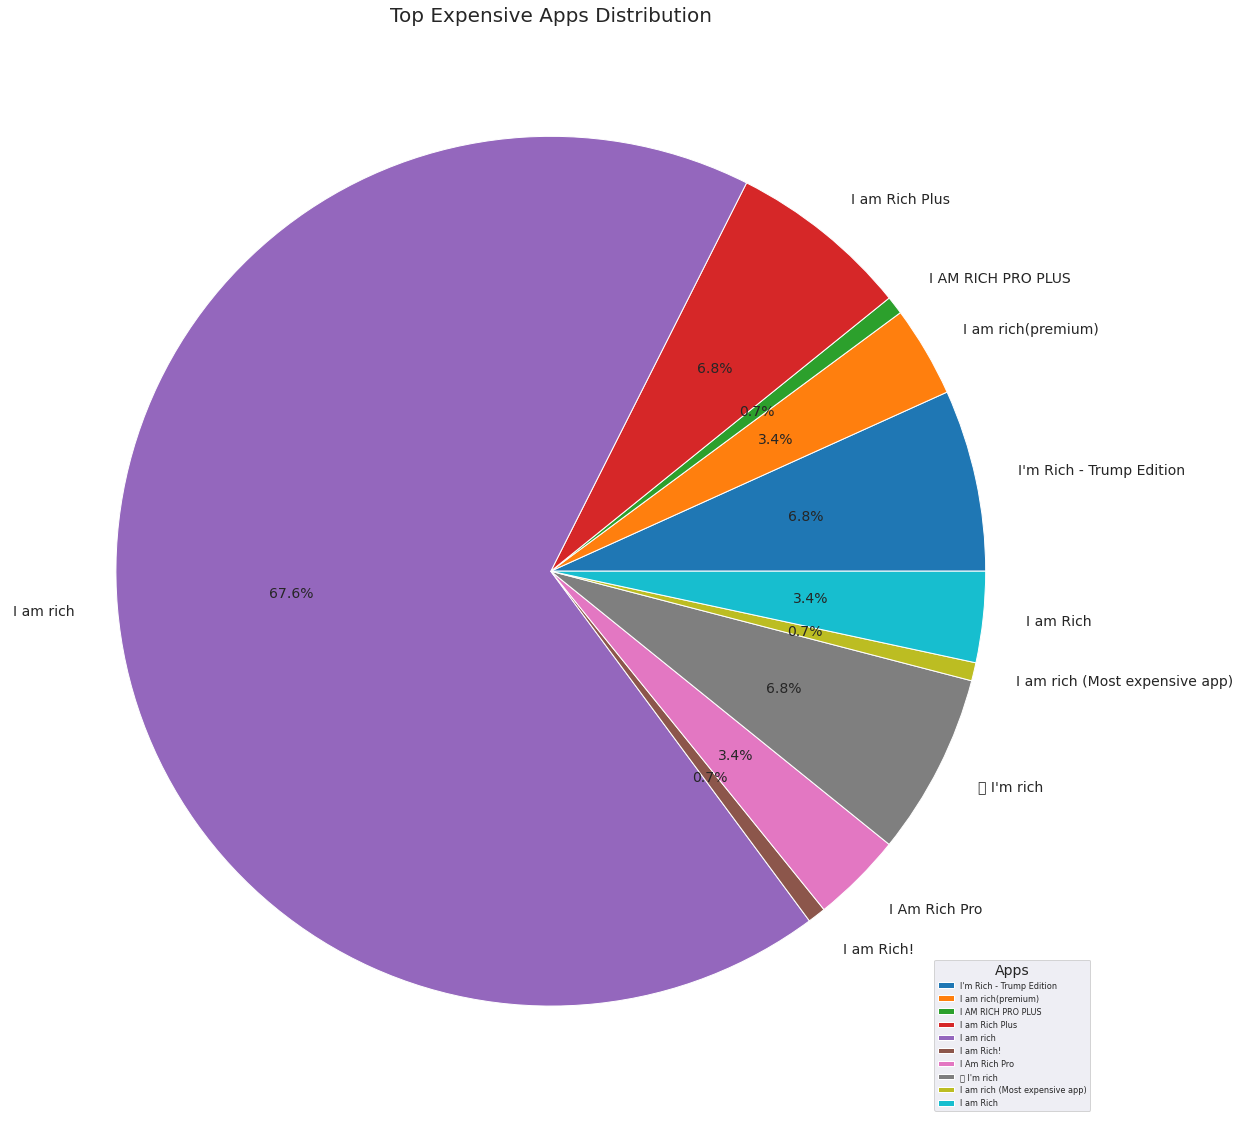 Top Expensive Apps Distribution
I am Rich Plus
I AM RICH PRO PLUS
I am rich(premium)
6.8%
0.7%
3.4%
I'm Rich - Trump Edition
6.8%
67.6%
I am rich
3.4%
I am Rich
0.7%
I am rich (Most expensive app)
6.8%
3.4%
0.7%
I'm rich
I Am Rich Pro
I am Rich!
Apps
I'm Rich - Trump Edition
I am rich(premium)
I AM RICH PRO PLUS
I am Rich Plus
I am rich
I am Rich!
I Am Rich Pro
I'm rich
I am rich (Most expensive app)
I am Rich